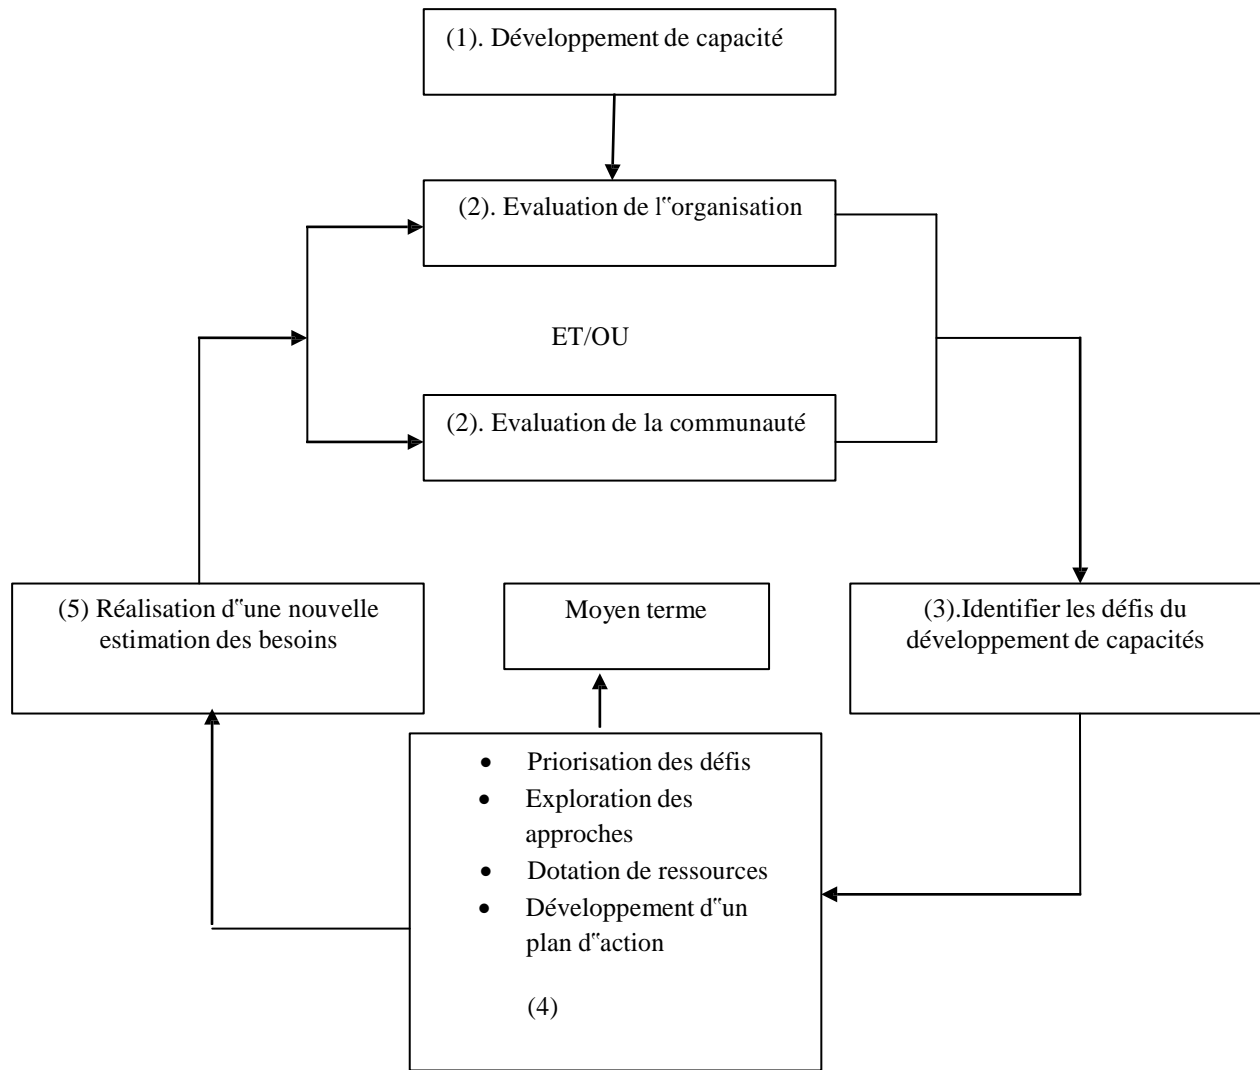 (1). Développement de capacité
(2). Evaluation de l‟organisation
ET/OU
(2). Evaluation de la communauté
(5) Réalisation d‟une nouvelle
estimation des besoins
Moyen terme
(3).Identifier les défis du
développement de capacités
• Priorisation des défis
• Exploration des
approches
• Dotation de ressources
• Développement d‟un
plan d‟action
(4)